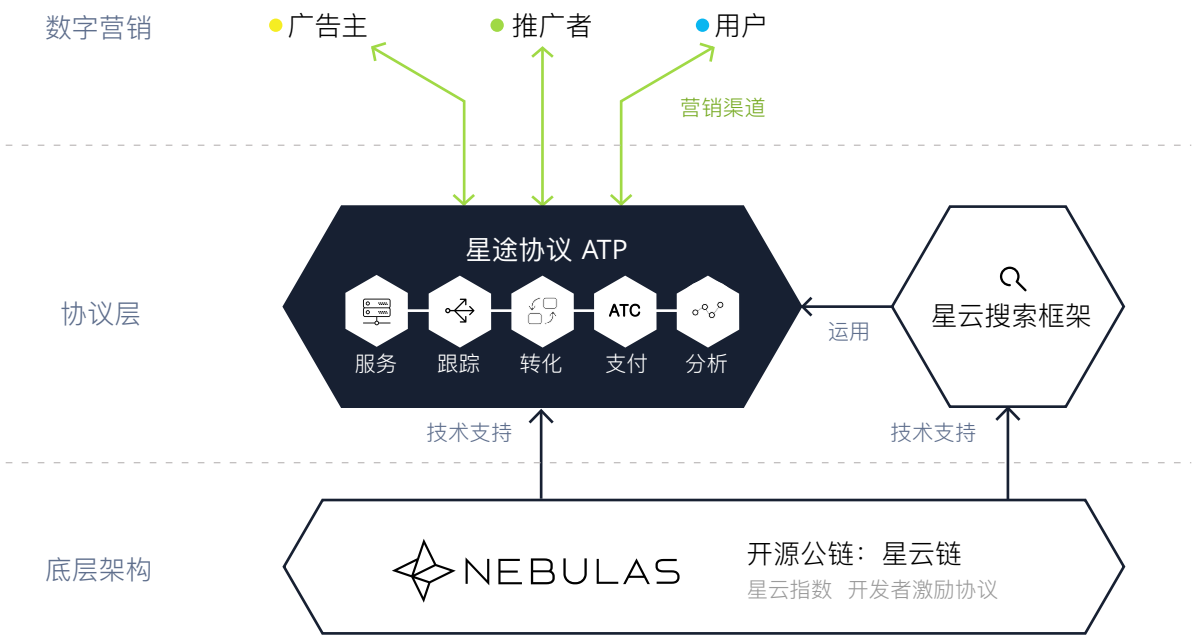 数字营销
广告主
推广者
用户
营销渠道
协议层
星途协议 ATP
ATC
服务
跟踪
转化
支付
分析
运用
星云搜索框架
技术支持
技术支持
底层架构
NEBULAS
开源公链：星云链
星云指数 开发者激励协议